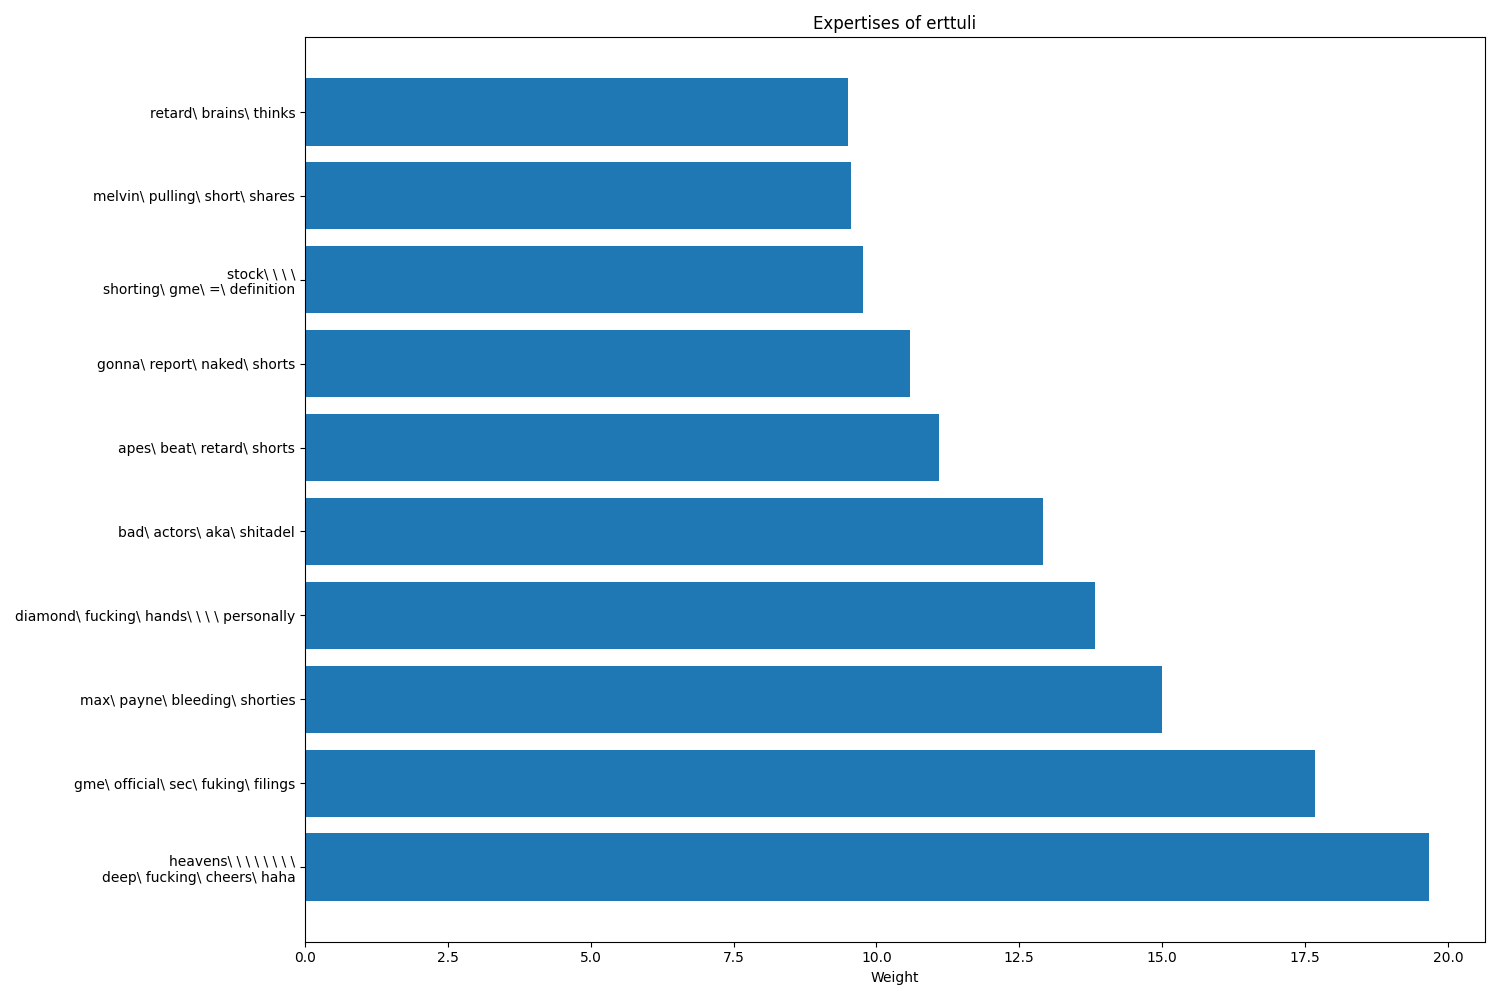 Expertises of erttuli
retard\ brains\ thinks
melvin\ pulling\ short\ shares
stock\ \ \ \
shorting\ gme\ =\ definition
gonna\ report\ naked\ shorts
apes\ beat\ retard\ shorts
bad\ actors\ aka\ shitadel
diamond\ fucking\ hands\ \ \ \ personally
max\ payne\ bleeding\ shorties
gme\ official\ sec\ fuking\ filings
heavens\ \ \ \ \ \ \ \
deep\ fucking\ cheers\ haha
0.0 2.5 5.0 7.5 10.0 12.5 15.0 17.5 20.0
Weight